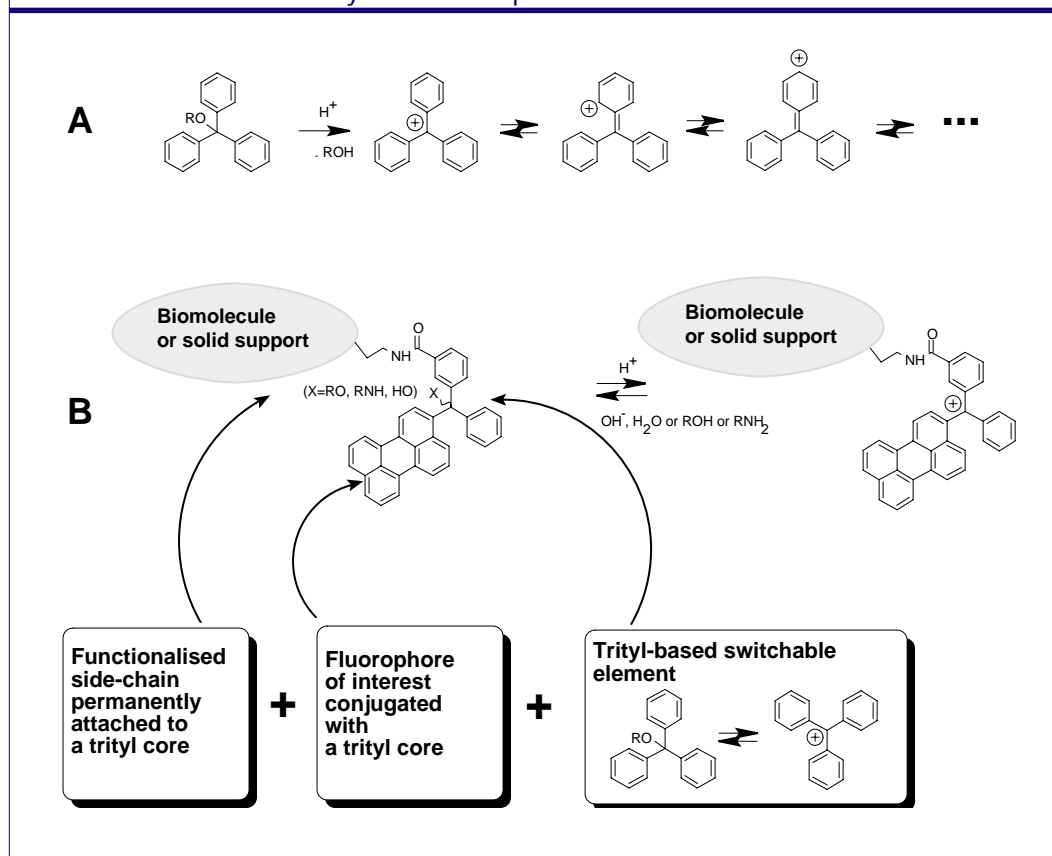 A
RO
H+
- ROH
+
+
+
...
Biomolecule
or solid support
O
NH
(X=RO, RNH, HO)
X
B
H+
OH-, H2O or ROH or RNH2
Biomolecule
or solid support
O
NH
+
Functionalised
side-chain
permanently
attached to
a trityl core
+
Fluorophore
of interest
conjugated
with
a trityl core
+
Trityl-based switchable
element
RO
+